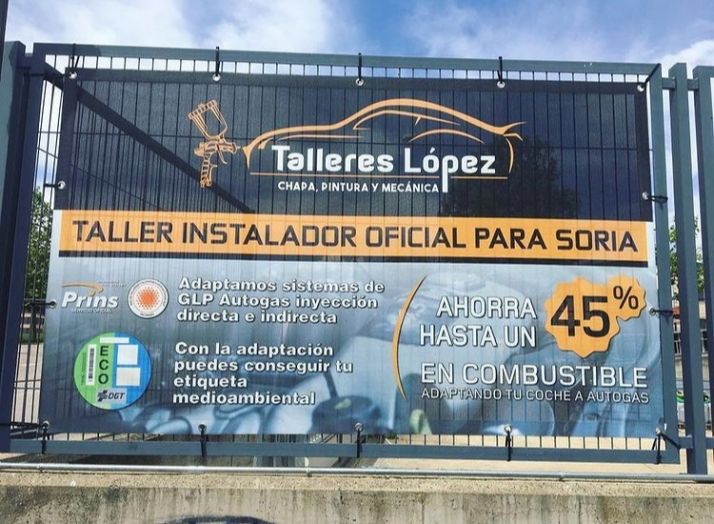 Talleres López
CHAPA, PINTURA Y MECÁNICA
TALLER INSTALADOR OFICIAL PARA SORIA
Prins
SERVICIO OFICIAL
Adaptamos sistemas de
GLP Autogas inyección
directa e indirecta
ECO
DGT
Con la adaptación
puedes conseguir tu
etiqueta
medioambiental
AHORRA
HASTA UN
45%
EN COMBUSTIBLE
ADAPTANDO TU COCHE A AUTOGAS